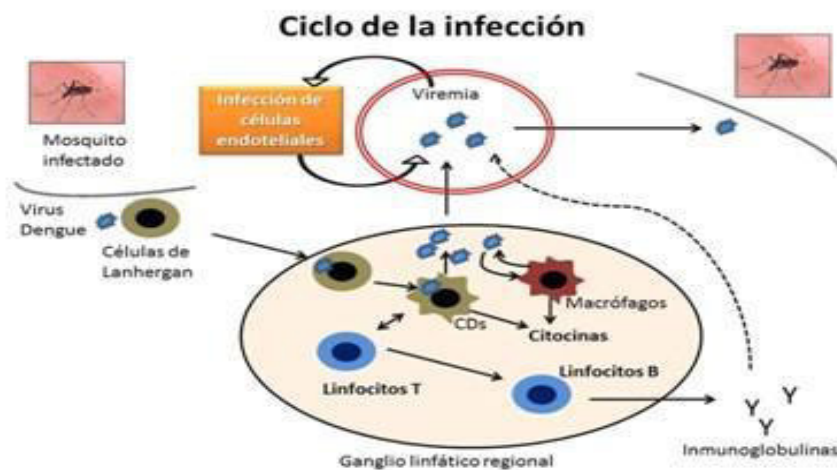 Ciclo de la infección
Mosquito
infectado
Infección de
células
endoteliales
Viremia
Virus
Dengue
Células de
Lanhergan
CDs
Macrófagos
Citocinas
Linfocitos T
Linfocitos B
Ganglio linfático regional
Y Y
Y
Inmunoglobulinas